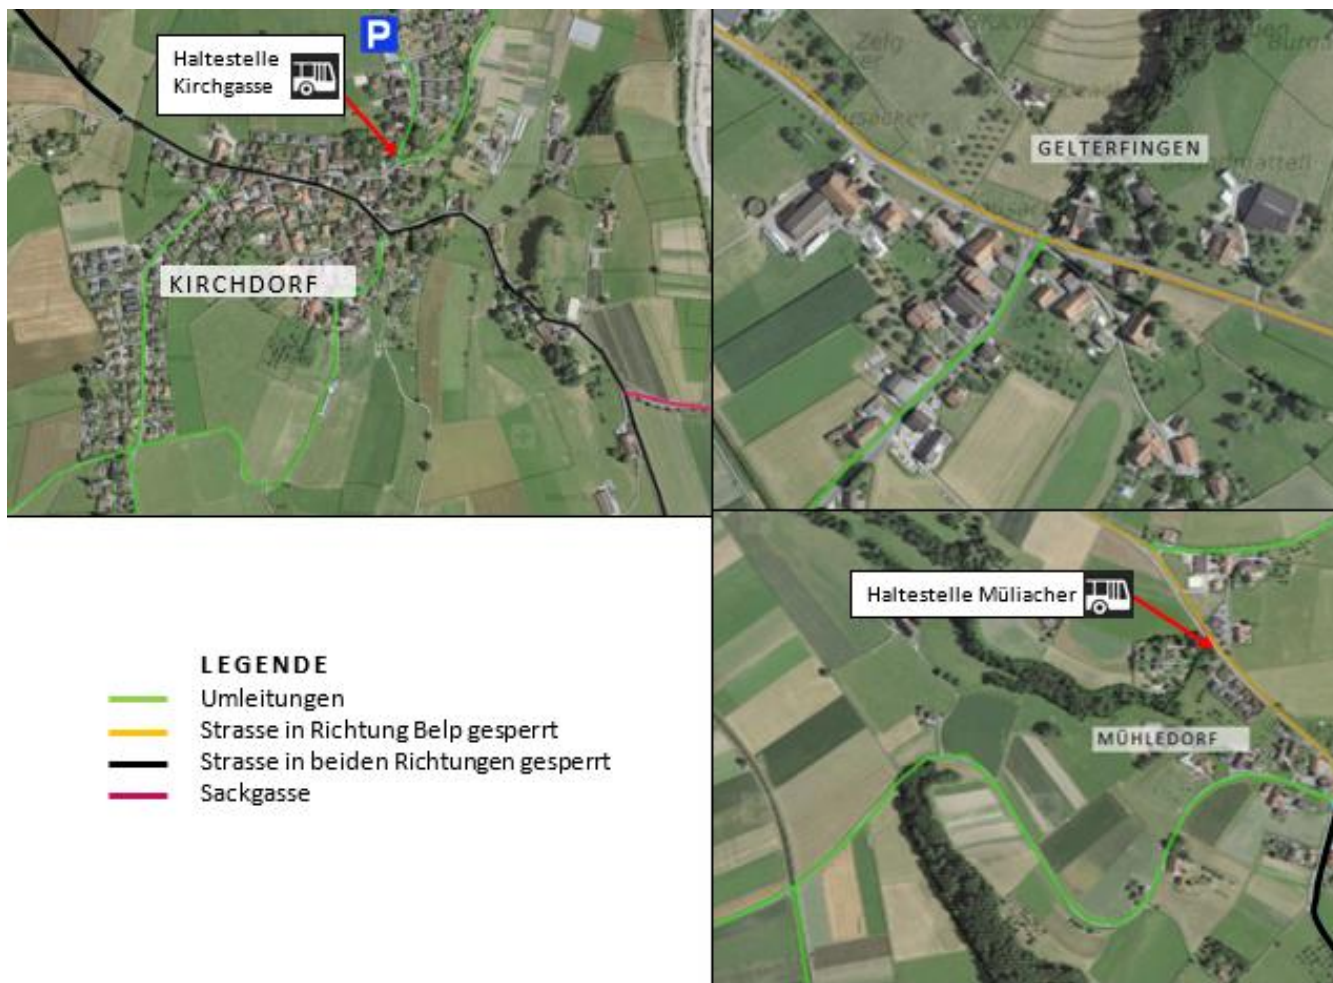 P
Haltestelle
Kirchgasse
KIRCHDORF
Zelg
GELTERFINGEN
Haltestelle Müliacher
MÜHLEDORF
LEGENDE
Umleitungen
Strasse in Richtung Belp gesperrt
Strasse in beiden Richtungen gesperrt
Sackgasse